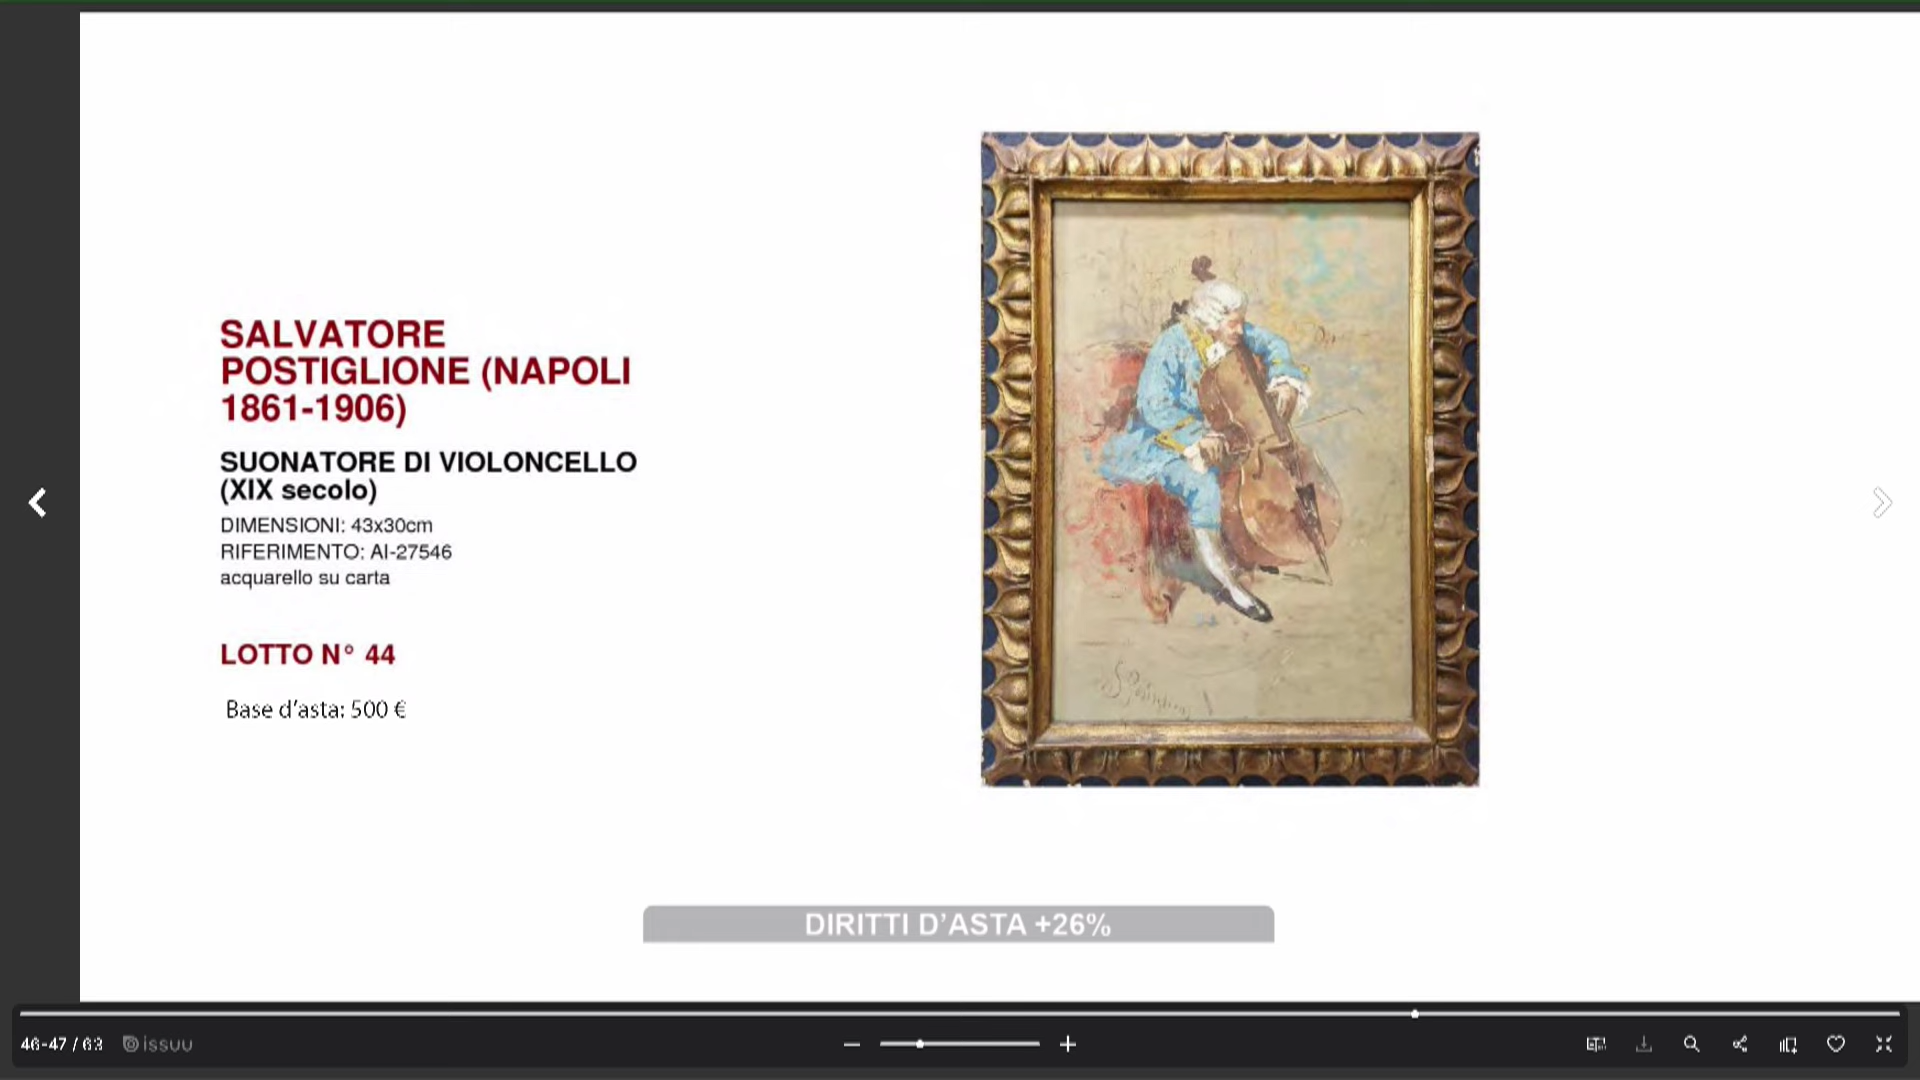 SALVATORE
POSTIGLIONE (NAPOLI
1861-1906)
SUONATORE DI VIOLONCELLO
(XIX secolo)
DIMENSIONI: 43x30cm
RIFERIMENTO: AI-27546
acquarello su carta
LOTTO N° 44
Base d'asta: 500 €
DIRITTI D'ASTA +26%
46-47 / 63
issuu